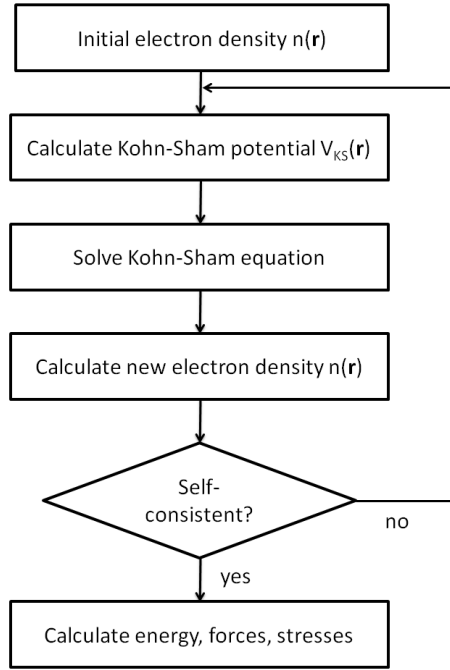 Initial electron density n(r)
Calculate Kohn-Sham potential VKS(r)
Solve Kohn-Sham equation
Calculate new electron density n(r)
Self-
consistent?
no
yes
Calculate energy, forces, stresses